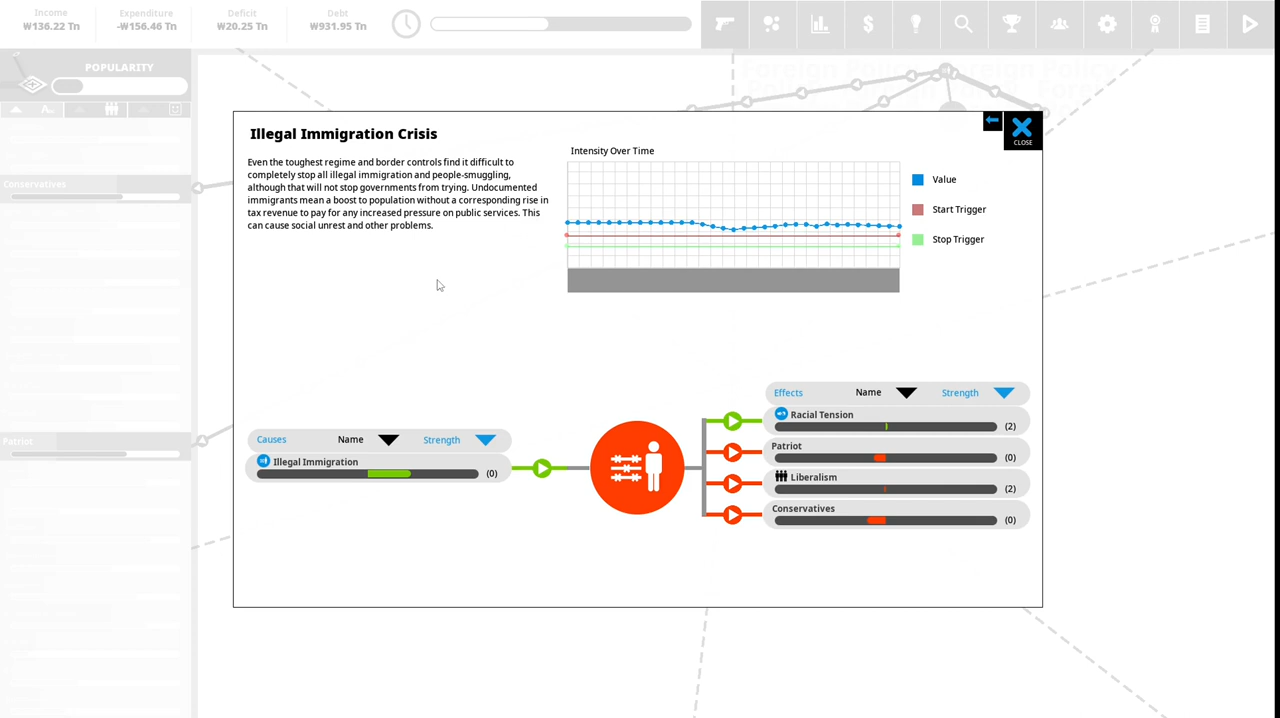 Income
Expenditure
Deficit
Debt
₩136.22 Tn
-₩156.46 Tn
₩20.25 Tn
₩931.95 Tn
POPULARITY
Conservatives
Patriot
Illegal Immigration Crisis
CLOSE
Even the toughest regime and border controls find it difficult to
completely stop all illegal immigration and people-smuggling,
although that will not stop governments from trying. Undocumented
immigrants mean a boost to population without a corresponding rise in
tax revenue to pay for any increased pressure on public services. This
can cause social unrest and other problems.
Intensity Over Time
Value
Start Trigger
Stop Trigger
Causes Name Strength
Illegal Immigration
(0)
Effects Name Strength
Racial Tension
(2)
Patriot
(0)
Liberalism
(2)
Conservatives
(0)